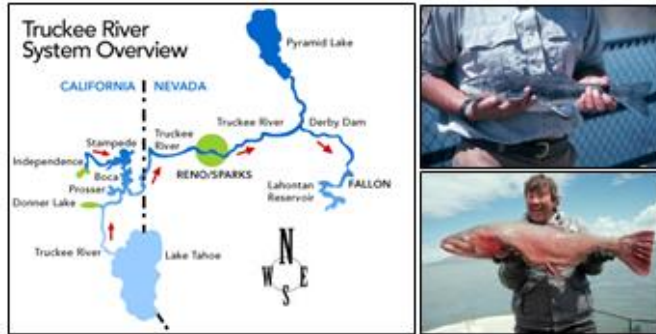 Truckee River
System Overview
Pyramid Lake
CALIFORNIA
NEVADA
Truckee River
Derby Dam
Stampede
Truckee
River
Independence
Boca
RENO/SPARKS
FALLON
Prosser
Lahontan
Reservoir
Donner Lake
Truckee River
Lake Tahoe
N
W
E
S